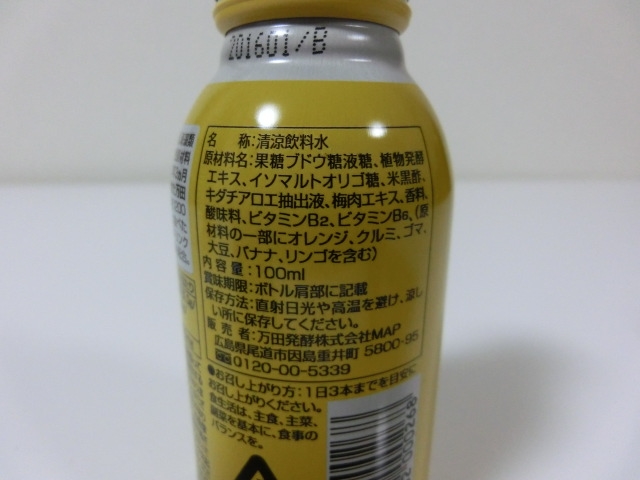 201601/B
名 称:清涼飲料水
原材料名:果糖ブドウ糖液糖、植物発酵
エキス、イソマルトオリゴ糖、米黒酢、
キダチアロエ抽出液、梅肉エキス、香料、
酸味料、ビタミンB2、ビタミンB6、(原
材料の一部にオレンジ、クルミ、ゴマ、
大豆、バナナ、リンゴを含む)
内容量:100ml
賞味期限:ボトル肩部に記載
保存方法:直射日光や高温を避け、涼し
い所に保存してください。
販売者:万田発酵株式会社MAP
広島県尾道市因島重井町 5800-95
0120-00-5339
●お召し上がり方:1日3本までを目安に
お召し上がりください。
食生活は、主食、主菜、
副菜を基本に、食事の
バランスを。